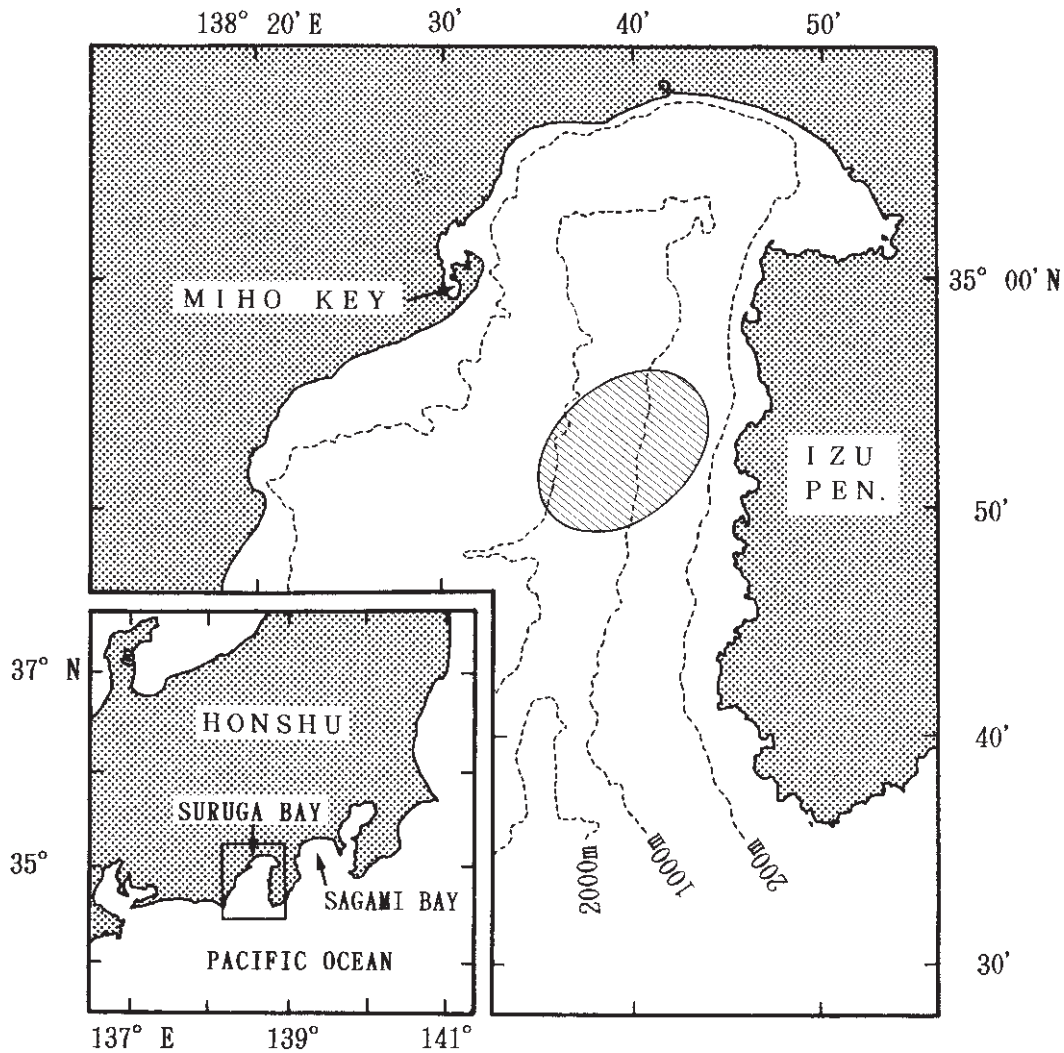 138° 20' E 30' 40' 50'
MIHO KEY
35° 00' N
IZU
PEN.
50'
40'
30'
2000m
1000m
200m
37° N
HONSHU
SURUGA BAY
35°
SAGAMI BAY
PACIFIC OCEAN
137° E 139° 141°